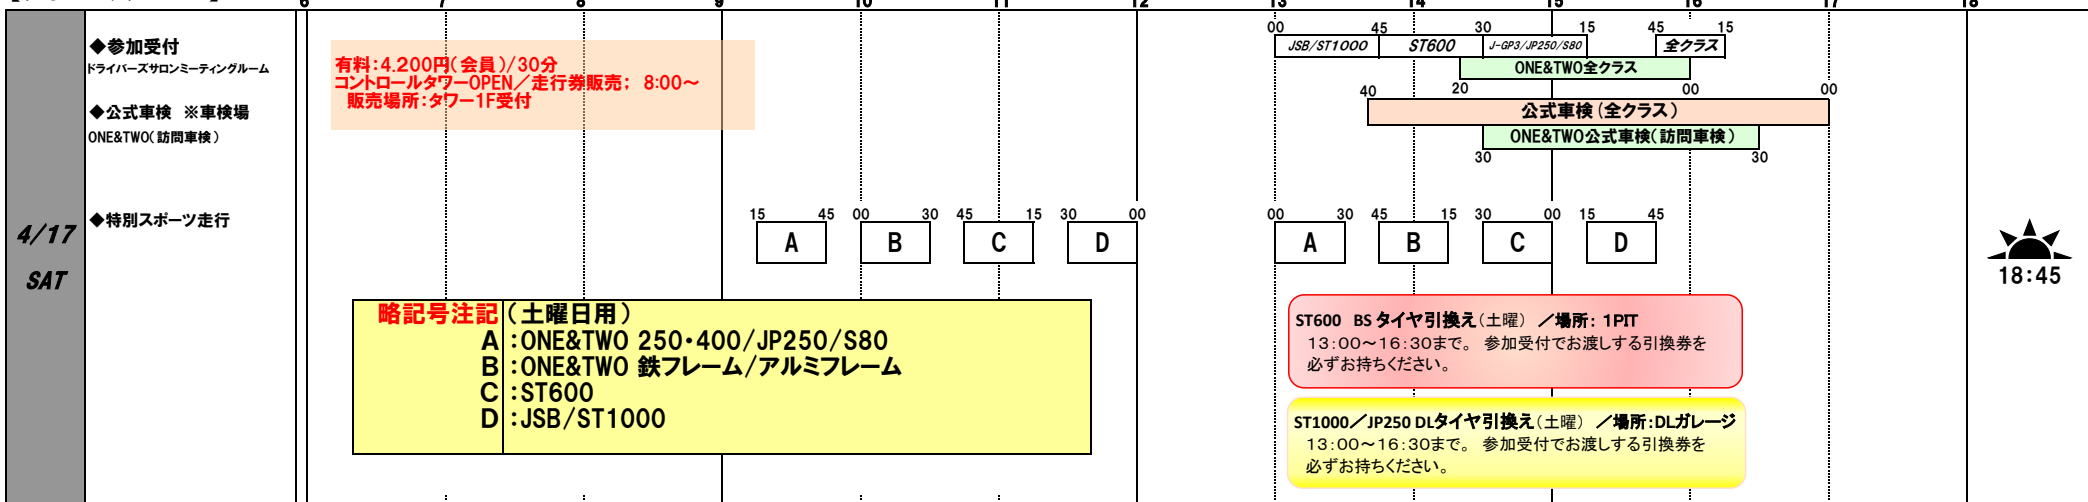 6 7 8 9 10 11 12 13 14 15 16 17 18
◆参加受付
ドライバーズサロンミーティングルーム
◆公式車検 ※車検場
ONE&TWO(訪問車検)
有料:4.200円(会員)/30分
コントロールタワーOPEN/走行券販売; 8:00~
販売場所:タワー1F受付
00 45 30 15 45 15
JSB/ST1000 ST600 J-GP3/JP250/S80 全クラス
ONE&TWO全クラス
40 20 00 00
公式車検(全クラス)
ONE&TWO公式車検(訪問車検)
30 30
4/17
SAT
◆特別スポーツ走行
15 45 00 30 45 15 30 00 00 30 45 15 30 00 15 45
A B C D A B C D
18:45
略記号注記(土曜日用)
A:ONE&TWO 250・400/JP250/S80
B:ONE&TWO 鉄フレーム/アルミフレーム
C:ST600
D:JSB/ST1000
ST600 BS タイヤ引換え(土曜) /場所: 1PIT
13:00~16:30まで。 参加受付でお渡しする引換券を
必ずお持ちください。
ST1000/JP250 DLタイヤ引換え(土曜) /場所:DLガレージ
13:00~16:30まで。 参加受付でお渡しする引換券を
必ずお持ちください。